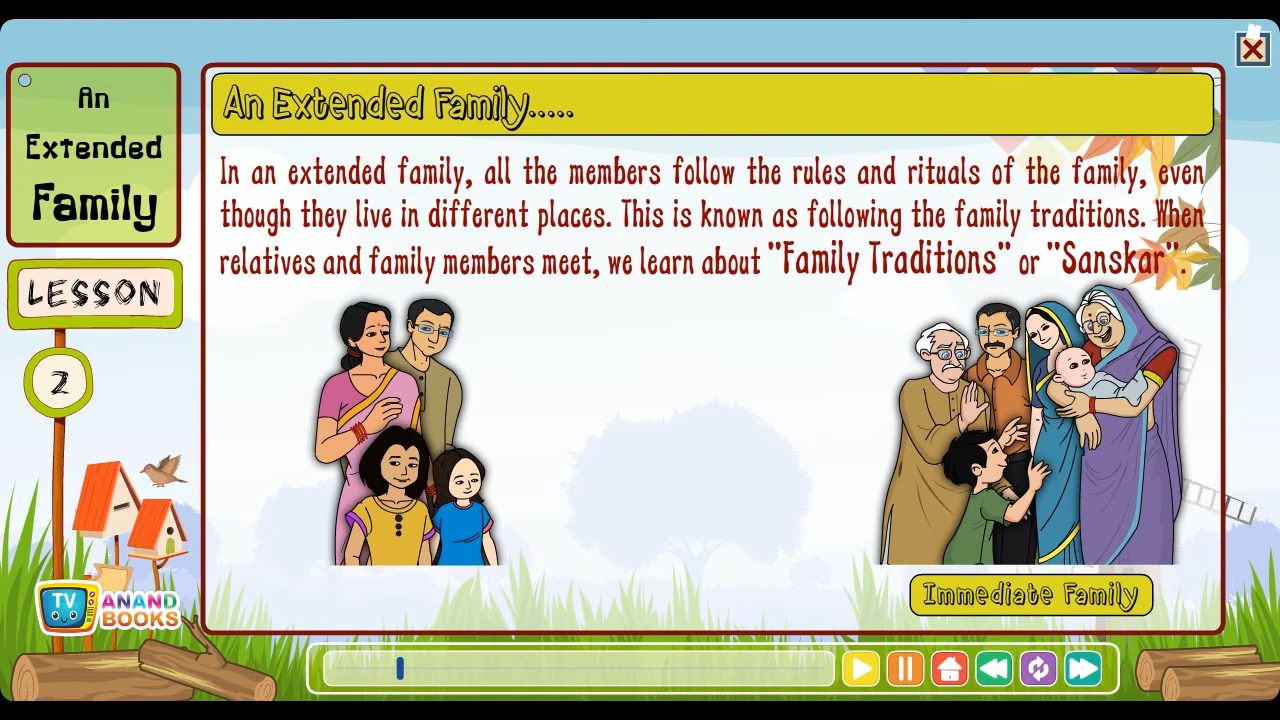 An
Extended
Family
LESSON
2
An Extended Family.....
In an extended family, all the members follow the rules and rituals of the family, even
though they live in different places. This is known as following the family traditions. When
relatives and family members meet, we learn about "Family Traditions" or "Sanskar".
Immediate Family
TV
ANAND
BOOKS